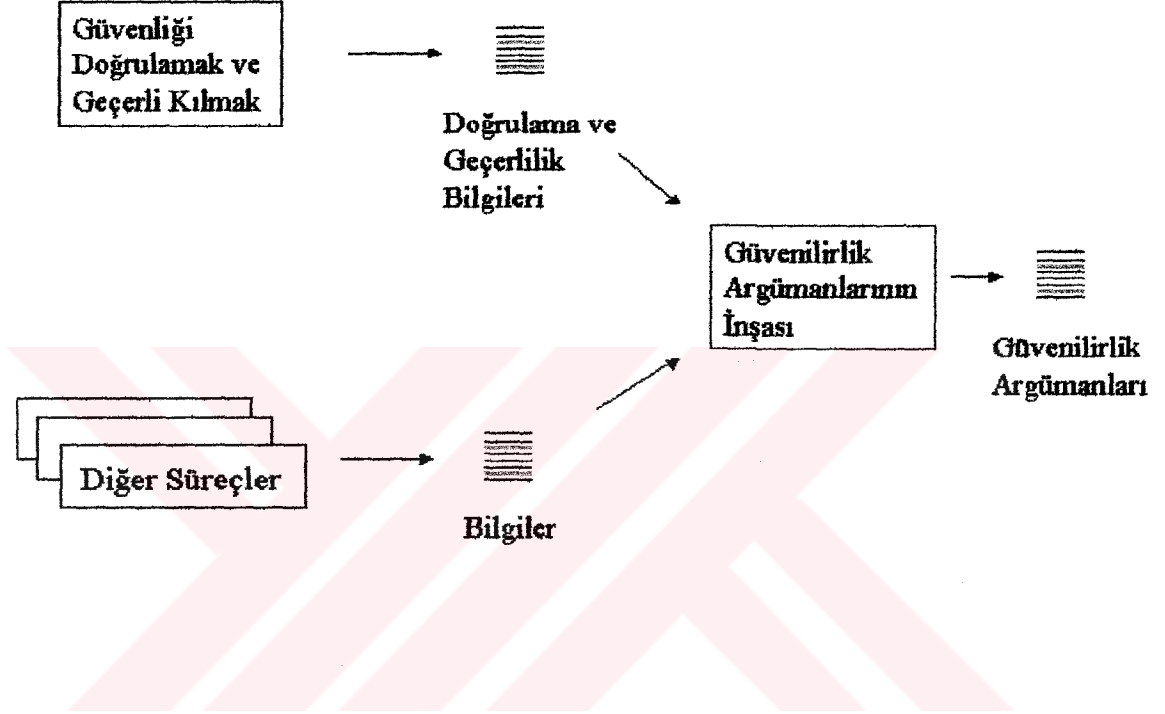 Güvenliği
Doğrulamak ve
Geçerli Kılmak
Doğrulama ve
Geçerlilik
Bilgileri
Güvenilirlik
Argümanlarının
İnşası
Güvenilirlik
Argümanları
Diğer Süreçler
Bilgiler